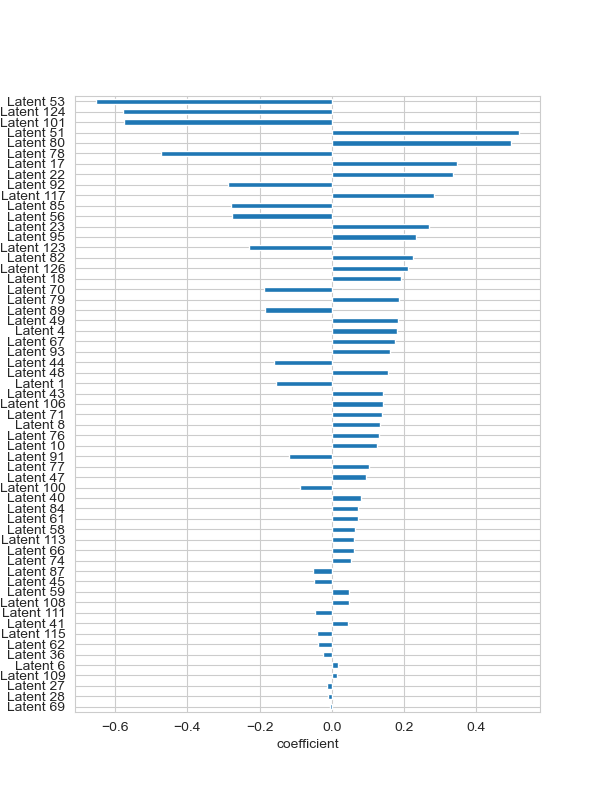 Latent 53
Latent 124
Latent 101
Latent 51
Latent 80
Latent 78
Latent 17
Latent 22
Latent 92
Latent 117
Latent 85
Latent 56
Latent 23
Latent 95
Latent 123
Latent 82
Latent 126
Latent 18
Latent 70
Latent 79
Latent 89
Latent 49
Latent 4
Latent 67
Latent 93
Latent 44
Latent 48
Latent 1
Latent 43
Latent 106
Latent 71
Latent 8
Latent 76
Latent 10
Latent 91
Latent 77
Latent 47
Latent 100
Latent 40
Latent 84
Latent 61
Latent 58
Latent 113
Latent 66
Latent 74
Latent 87
Latent 45
Latent 59
Latent 108
Latent 111
Latent 41
Latent 115
Latent 62
Latent 36
Latent 6
Latent 109
Latent 27
Latent 28
Latent 69
−0.6 −0.4 −0.2 0.0 0.2 0.4
coefficient